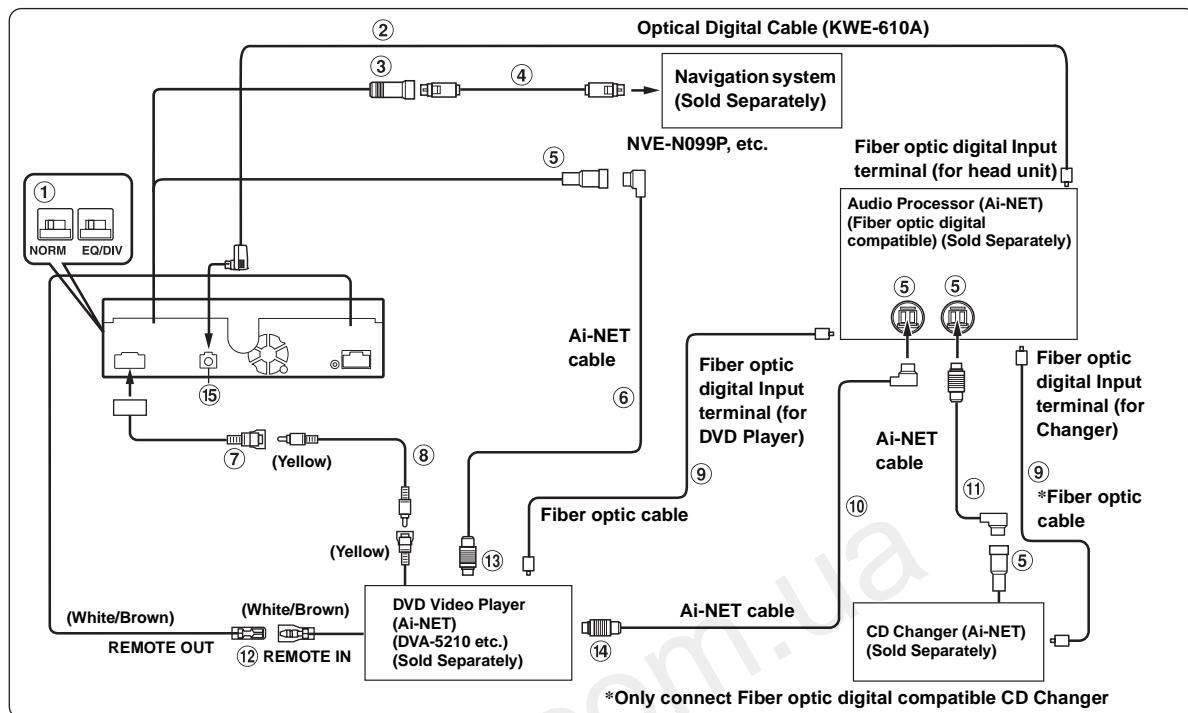 ②
Optical Digital Cable (KWE-610A)
③
④
Navigation system
(Sold Separately)
NVE-N099P, etc.
Fiber optic digital Input
terminal (for head unit)
⑤
①
NORM
EQ/DIV
Audio Processor (Ai-NET)
(Fiber optic digital
compatible) (Sold Separately)
⑤
⑤
Ai-NET
cable
⑥
Fiber optic
digital Input
terminal (for
DVD Player)
Fiber optic
digital Input
terminal (for
Changer)
Ai-NET
cable
⑮
⑦
(Yellow)
⑧
⑨
⑩
⑪
⑨
*Fiber optic
cable
Fiber optic cable
(Yellow)
⑬
⑤
(White/Brown)
REMOTE OUT
⑫
(White/Brown)
REMOTE IN
DVD Video Player
(Ai-NET)
(DVA-5210 etc.)
(Sold Separately)
Ai-NET cable
⑭
CD Changer (Ai-NET)
(Sold Separately)
*Only connect Fiber optic digital compatible CD Changer
com.ua